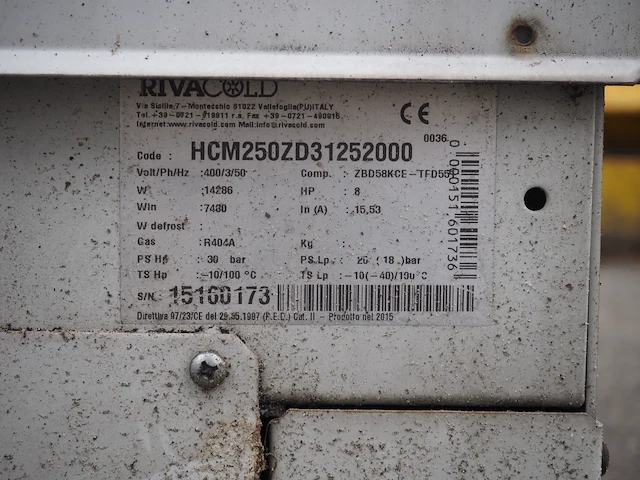 RIVACOLD
Via Sicilia,7 - Montecchio 61022 Vallefoglia(PU)ITALY
Tel. +39-0721-919911 r.a. Fax +39-0721-490015
Internet:www.rivacold.com Mail:info@rivacold.com
CE
0036
Code : HCM250ZD31252000
Volt/Ph/Hz :400/3/50 Comp. : ZBD58KCE-TFD551
W :14286 HP : 8
Win :7430 In (A) :15,53
W defrost :
Gas :R404A Kg :
PS Hp : 30 bar PS Lp : 26 (18 )bar
TS Hp :-10/100 °C TS Lp :-10(-40)/100°C
S/N: 15160173
Direttiva 97/23/CE del 29.05.1997 (P.E.D.) Cat. II - Prodotto nel 2015